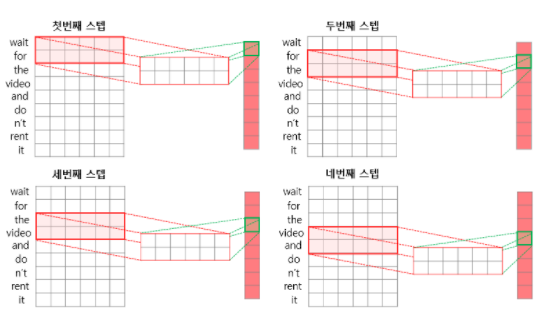 첫번째 스텝
wait
for
the
video
and
do
n't
rent
it
두번째 스텝
wait
for
the
video
and
do
n't
rent
it
세번째 스텝
wait
for
the
video
and
do
n't
rent
it
네번째 스텝
wait
for
the
video
and
do
n't
rent
it